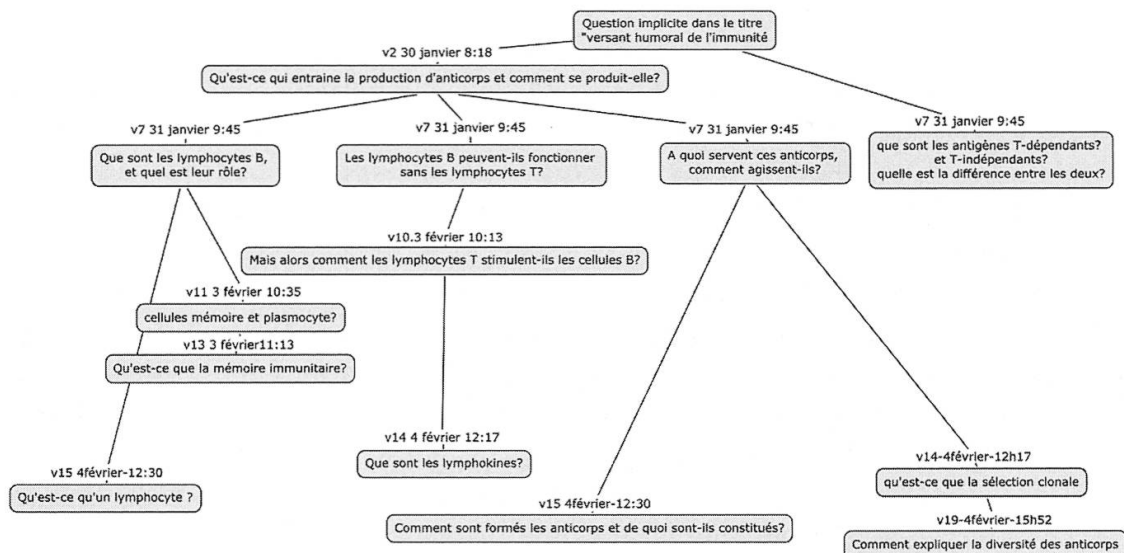 Question implicite dans le titre
"versant humoral de l'immunité
v2 30 janvier 8:18
Qu'est-ce qui entraine la production d'anticorps et comment se produit-elle?
v7 31 janvier 9:45
Que sont les lymphocytes B,
et quel est leur rôle?
v7 31 janvier 9:45
Les lymphocytes B peuvent-ils fonctionner
sans les lymphocytes T?
v7 31 janvier 9:45
A quoi servent ces anticorps,
comment agissent-ils?
v7 31 janvier 9:45
que sont les antigènes T-dépendants?
et T-indépendants?
quelle est la différence entre les deux?
v10.3 février 10:13
Mais alors comment les lymphocytes T stimulent-ils les cellules B?
v11 3 février 10:35
cellules mémoire et plasmocyte?
v13 3 février11:13
Qu'est-ce que la mémoire immunitaire?
v14 4 février 12:17
Que sont les lymphokines?
v14-4février-12h17
qu'est-ce que la sélection clonale
v15 4février-12:30
Qu'est-ce qu'un lymphocyte ?
v15 4février-12:30
Comment sont formés les anticorps et de quoi sont-ils constitués?
v19-4février-15h52
Comment expliquer la diversité des anticorps